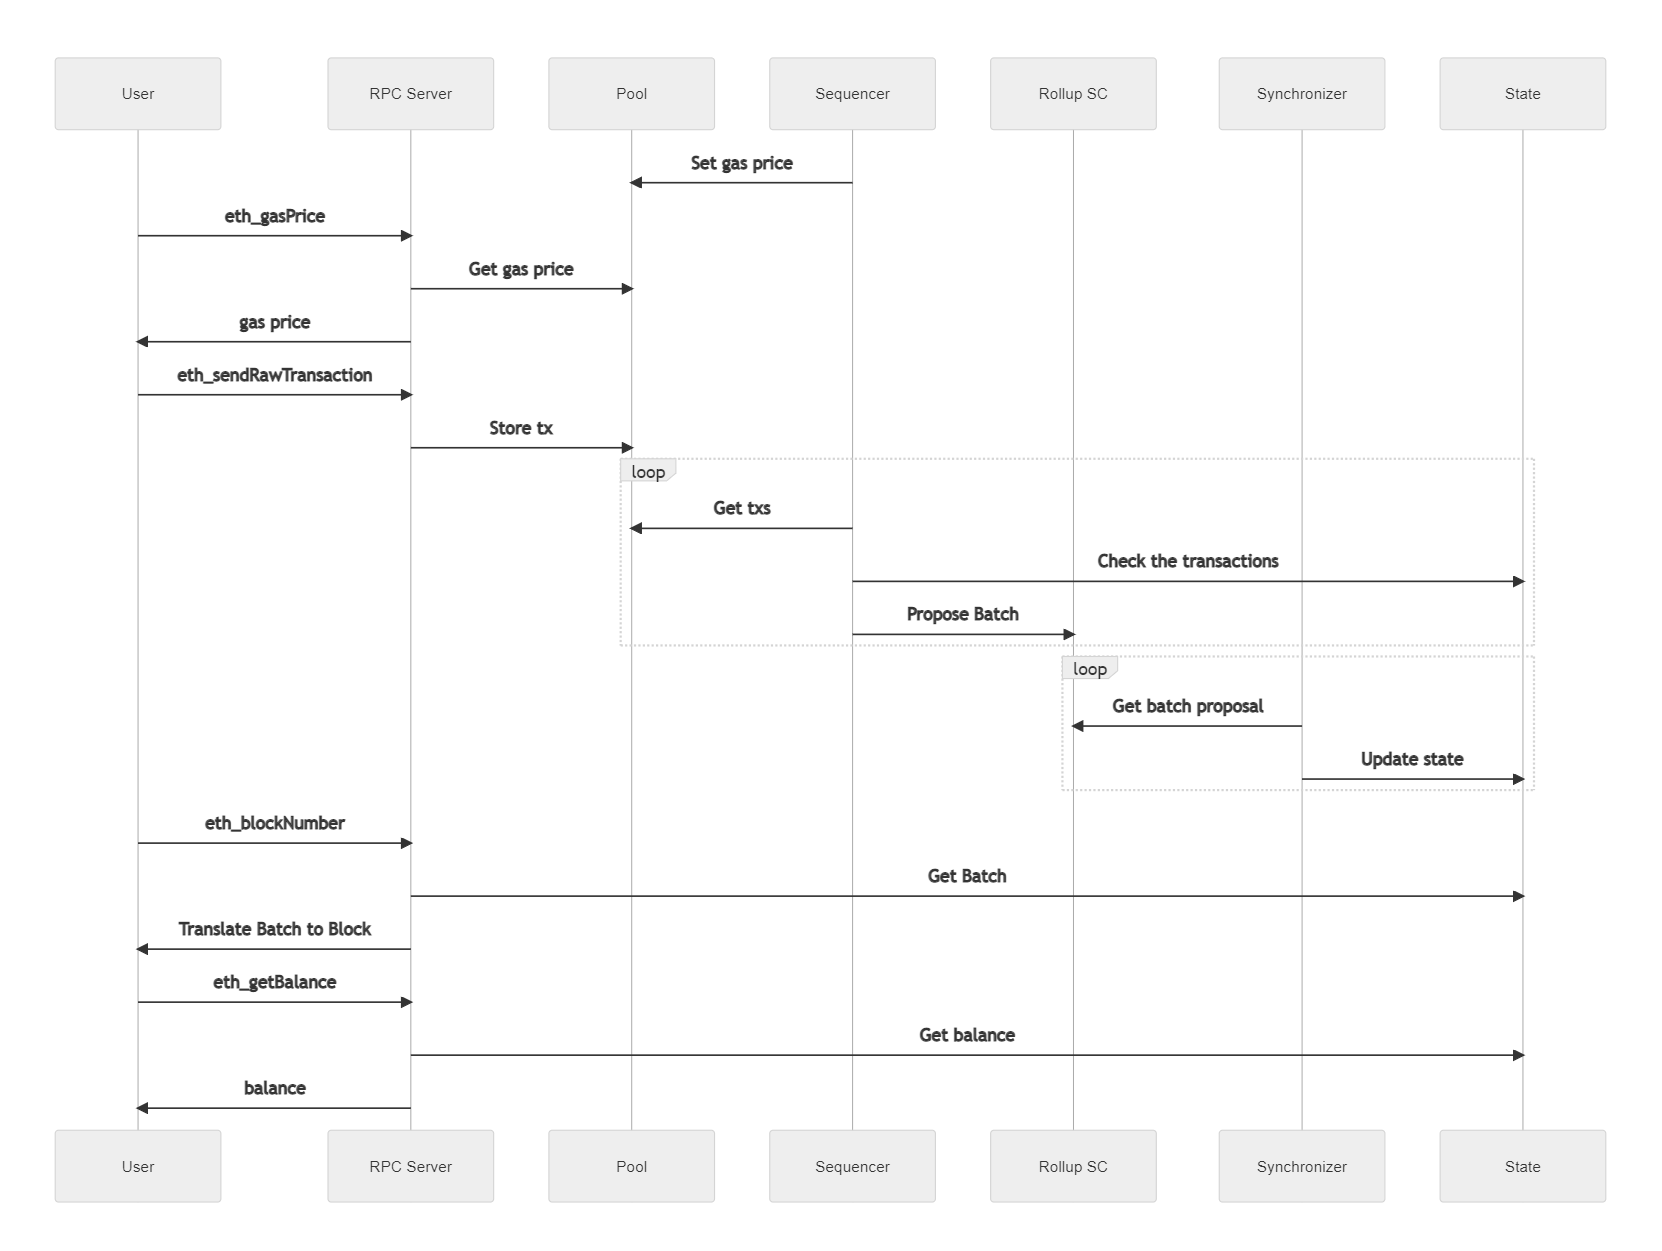 User
RPC Server
Pool
Sequencer
Rollup SC
Synchronizer
State
Set gas price
eth_gasPrice
Get gas price
gas price
eth_sendRawTransaction
Store tx
loop
Get txs
Check the transactions
Propose Batch
loop
Get batch proposal
Update state
eth_blockNumber
Get Batch
Translate Batch to Block
eth_getBalance
Get balance
balance
User
RPC Server
Pool
Sequencer
Rollup SC
Synchronizer
State